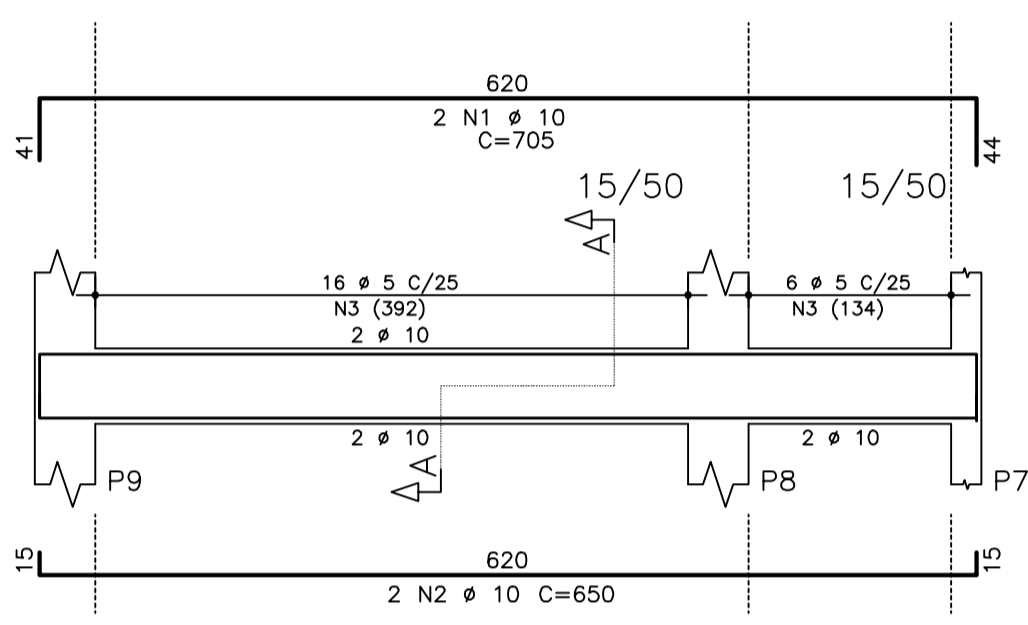 620
2 N1 ø 10
C=705
41
44
15/50
15/50
A
16 ø 5 C/25
6 ø 5 C/25
N3 (392)
N3 (134)
2 ø 10
2 ø 10
2 ø 10
A
P9
P8
P7
15
620
15
2 N2 ø 10 C=650